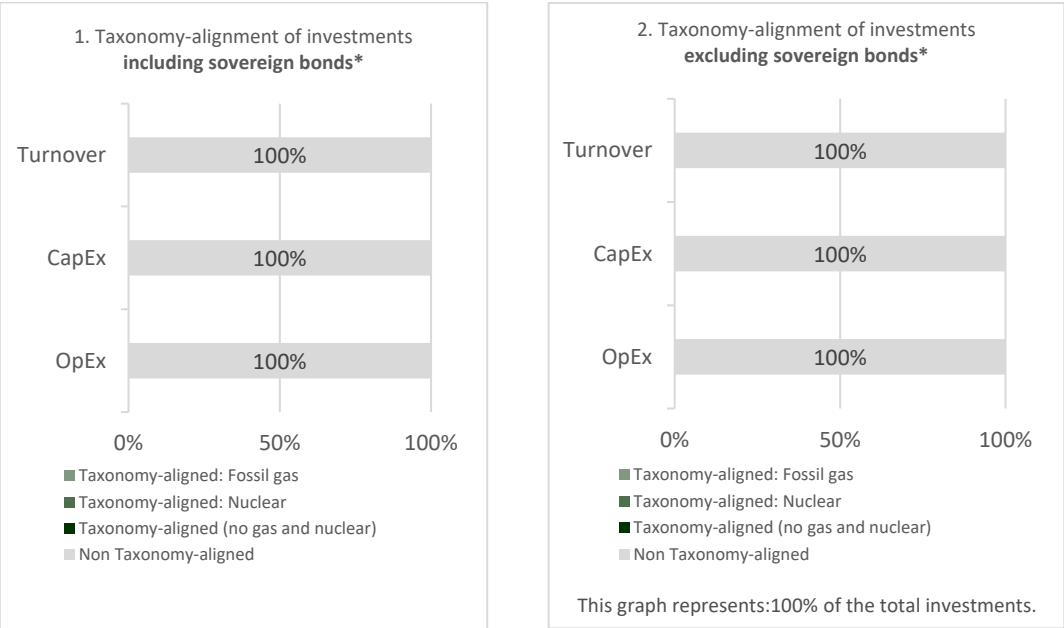 1. Taxonomy-alignment of investments
including sovereign bonds*
Turnover
100%
CapEx
100%
OpEx
100%
0% 50% 100%
Taxonomy-aligned: Fossil gas
Taxonomy-aligned: Nuclear
Taxonomy-aligned (no gas and nuclear)
Non Taxonomy-aligned
2. Taxonomy-alignment of investments
excluding sovereign bonds*
Turnover
100%
CapEx
100%
OpEx
100%
0% 50% 100%
Taxonomy-aligned: Fossil gas
Taxonomy-aligned: Nuclear
Taxonomy-aligned (no gas and nuclear)
Non Taxonomy-aligned
This graph represents:100% of the total investments.